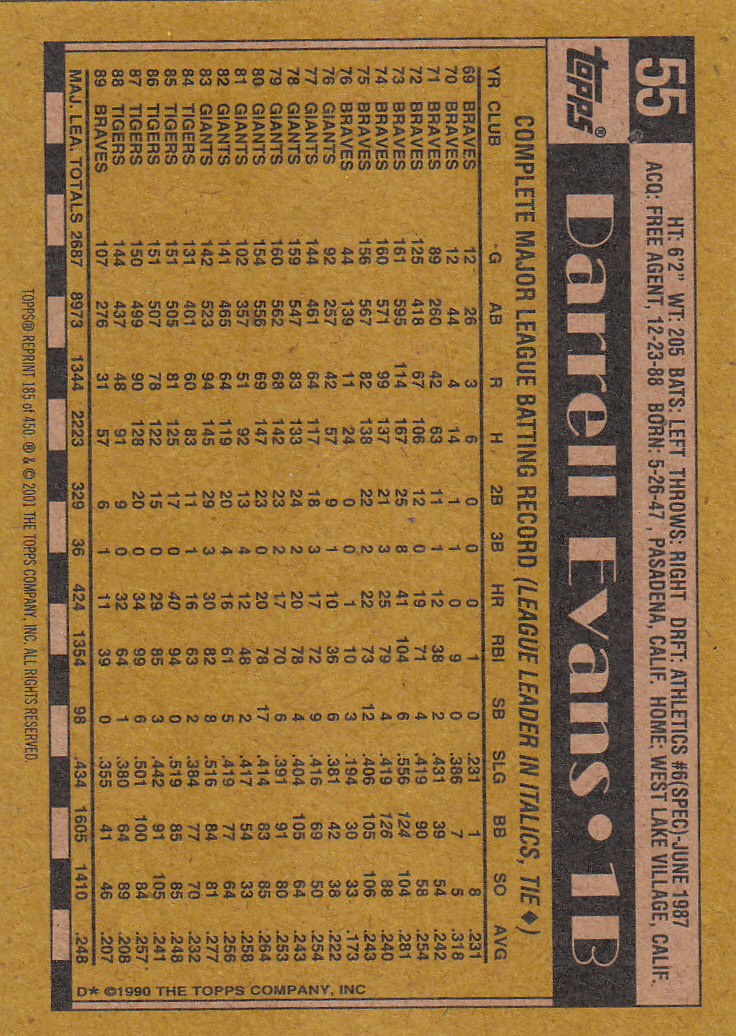 55
Topps®
HT: 6'2" WT: 205 BATS: LEFT THROWS: RIGHT DRFT: ATHLETICS #6(SPEC)-JUNE 1987
ACQ: FREE AGENT, 12-23-88 BORN: 5-26-47, PASADENA, CALIF. HOME: WEST LAKE VILLAGE, CALIF.
Darrell Evans • 1B
COMPLETE MAJOR LEAGUE BATTING RECORD (LEAGUE LEADER IN ITALICS, TIE ♦)
YR CLUB G AB R H 2B 3B HR RBI SB SLG BB SO AVG
69 BRAVES 12 26 3 6 0 0 0 1 0 .231 1 8 .231
70 BRAVES 12 44 4 14 1 1 0 9 0 .386 7 5 .318
71 BRAVES 89 260 42 63 11 1 12 38 2 .431 39 54 .242
72 BRAVES 125 418 67 106 12 0 19 71 4 .419 90 58 .254
73 BRAVES 161 595 114 167 25 8 41 104 6 .556 124 104 .281
74 BRAVES 160 571 99 137 21 3 25 79 4 .419 126 88 .240
75 BRAVES 156 567 82 138 22 2 22 73 12 .406 105 106 .243
76 BRAVES 44 139 11 24 0 0 1 10 3 .194 30 33 .173
76 GIANTS 92 257 42 57 9 1 10 36 6 .381 42 38 .222
77 GIANTS 144 461 64 117 18 3 17 72 9 .416 69 50 .254
78 GIANTS 159 547 83 133 24 2 20 78 4 .404 105 64 .243
79 GIANTS 160 562 68 142 23 2 17 70 6 .391 91 80 .253
80 GIANTS 154 556 69 147 23 0 20 78 17 .414 83 85 .264
81 GIANTS 102 357 51 92 13 4 12 48 2 .417 54 33 .258
82 GIANTS 141 465 64 119 20 4 16 61 5 .419 77 64 .256
83 GIANTS 142 523 94 145 29 3 30 82 8 .516 84 81 .277
84 TIGERS 131 401 60 83 11 1 16 63 2 .384 77 70 .232
85 TIGERS 151 505 81 125 17 0 40 94 0 .519 85 85 .248
86 TIGERS 151 507 78 122 15 0 29 85 3 .442 91 105 .241
87 TIGERS 150 499 90 128 20 0 34 99 6 .501 100 84 .257
88 TIGERS 144 437 48 91 9 0 32 64 1 .380 64 89 .208
89 BRAVES 107 276 31 57 6 1 11 39 0 .355 41 46 .207
MAJ. LEA. TOTALS 2687 8973 1344 2223 329 36 424 1354 98 .434 1605 1410 .248
D* ©1990 THE TOPPS COMPANY, INC
TOPPS® REPRINT 185 of 450. ® & © 2001 THE TOPPS COMPANY, INC. ALL RIGHTS RESERVED.